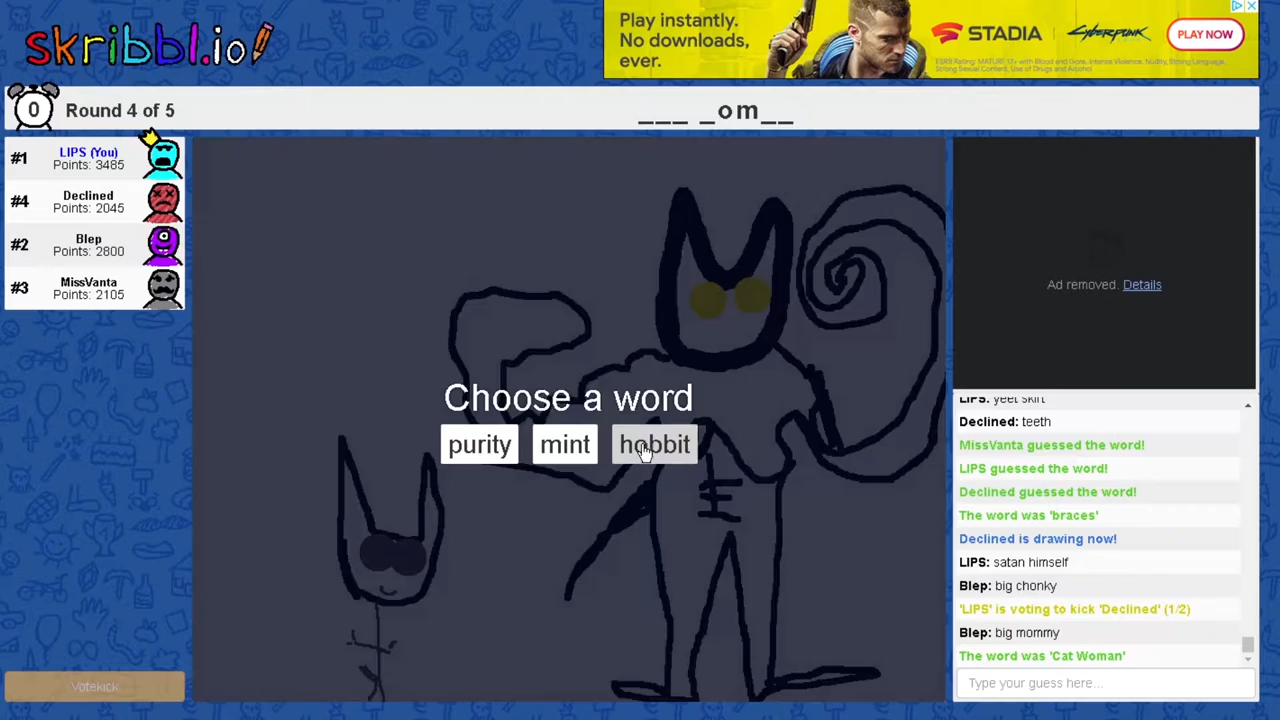 skribbl.io
Play instantly.
No downloads,
ever.
STADIA
CYBERPUNK
PLAY NOW
0
Round 4 of 5
___ _om__
#1
LIPS (You)
Points: 3485
#4
Declined
Points: 2045
#2
Blep
Points: 2800
#3
MissVanta
Points: 2105
Choose a word
purity
mint
hobbit
Ad removed. Details
LIPS: yeet skirt
Declined: teeth
MissVanta guessed the word!
LIPS guessed the word!
Declined guessed the word!
The word was 'braces'
Declined is drawing now!
LIPS: satan himself
Blep: big chonky
'LIPS' is voting to kick 'Declined' (1/2)
Blep: big mommy
The word was 'Cat Woman'
Votekick
Type your guess here...